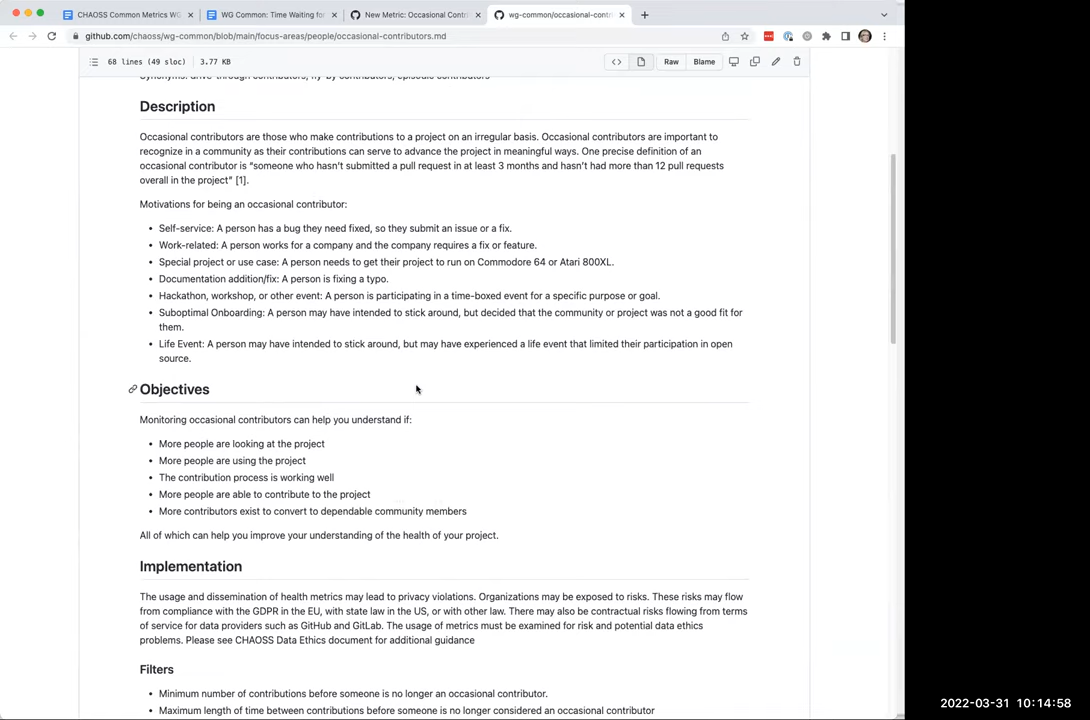 CHAOSS Common Metrics WG
WG Common: Time Waiting for
New Metric: Occasional Contri
wg-common/occasional-contri
github.com/chaoss/wg-common/blob/main/focus-areas/people/occasional-contributors.md
68 lines (49 sloc) 3.77 KB
Raw Blame
Synonyms: drive-through contributors, fly-by contributors, episodic contributors
Description
Occasional contributors are those who make contributions to a project on an irregular basis. Occasional contributors are important to
recognize in a community as their contributions can serve to advance the project in meaningful ways. One precise definition of an
occasional contributor is “someone who hasn’t submitted a pull request in at least 3 months and hasn’t had more than 12 pull requests
overall in the project” [1].
Motivations for being an occasional contributor:
• Self-service: A person has a bug they need fixed, so they submit an issue or a fix.
• Work-related: A person works for a company and the company requires a fix or feature.
• Special project or use case: A person needs to get their project to run on Commodore 64 or Atari 800XL.
• Documentation addition/fix: A person is fixing a typo.
• Hackathon, workshop, or other event: A person is participating in a time-boxed event for a specific purpose or goal.
• Suboptimal Onboarding: A person may have intended to stick around, but decided that the community or project was not a good fit for
them.
• Life Event: A person may have intended to stick around, but may have experienced a life event that limited their participation in open
source.
Objectives
Monitoring occasional contributors can help you understand if:
• More people are looking at the project
• More people are using the project
• The contribution process is working well
• More people are able to contribute to the project
• More contributors exist to convert to dependable community members
All of which can help you improve your understanding of the health of your project.
Implementation
The usage and dissemination of health metrics may lead to privacy violations. Organizations may be exposed to risks. These risks may flow
from compliance with the GDPR in the EU, with state law in the US, or with other law. There may also be contractual risks flowing from terms
of service for data providers such as GitHub and GitLab. The usage of metrics must be examined for risk and potential data ethics
problems. Please see CHAOSS Data Ethics document for additional guidance
Filters
• Minimum number of contributions before someone is no longer an occasional contributor.
• Maximum length of time between contributions before someone is no longer considered an occasional contributor
2022-03-31 10:14:58